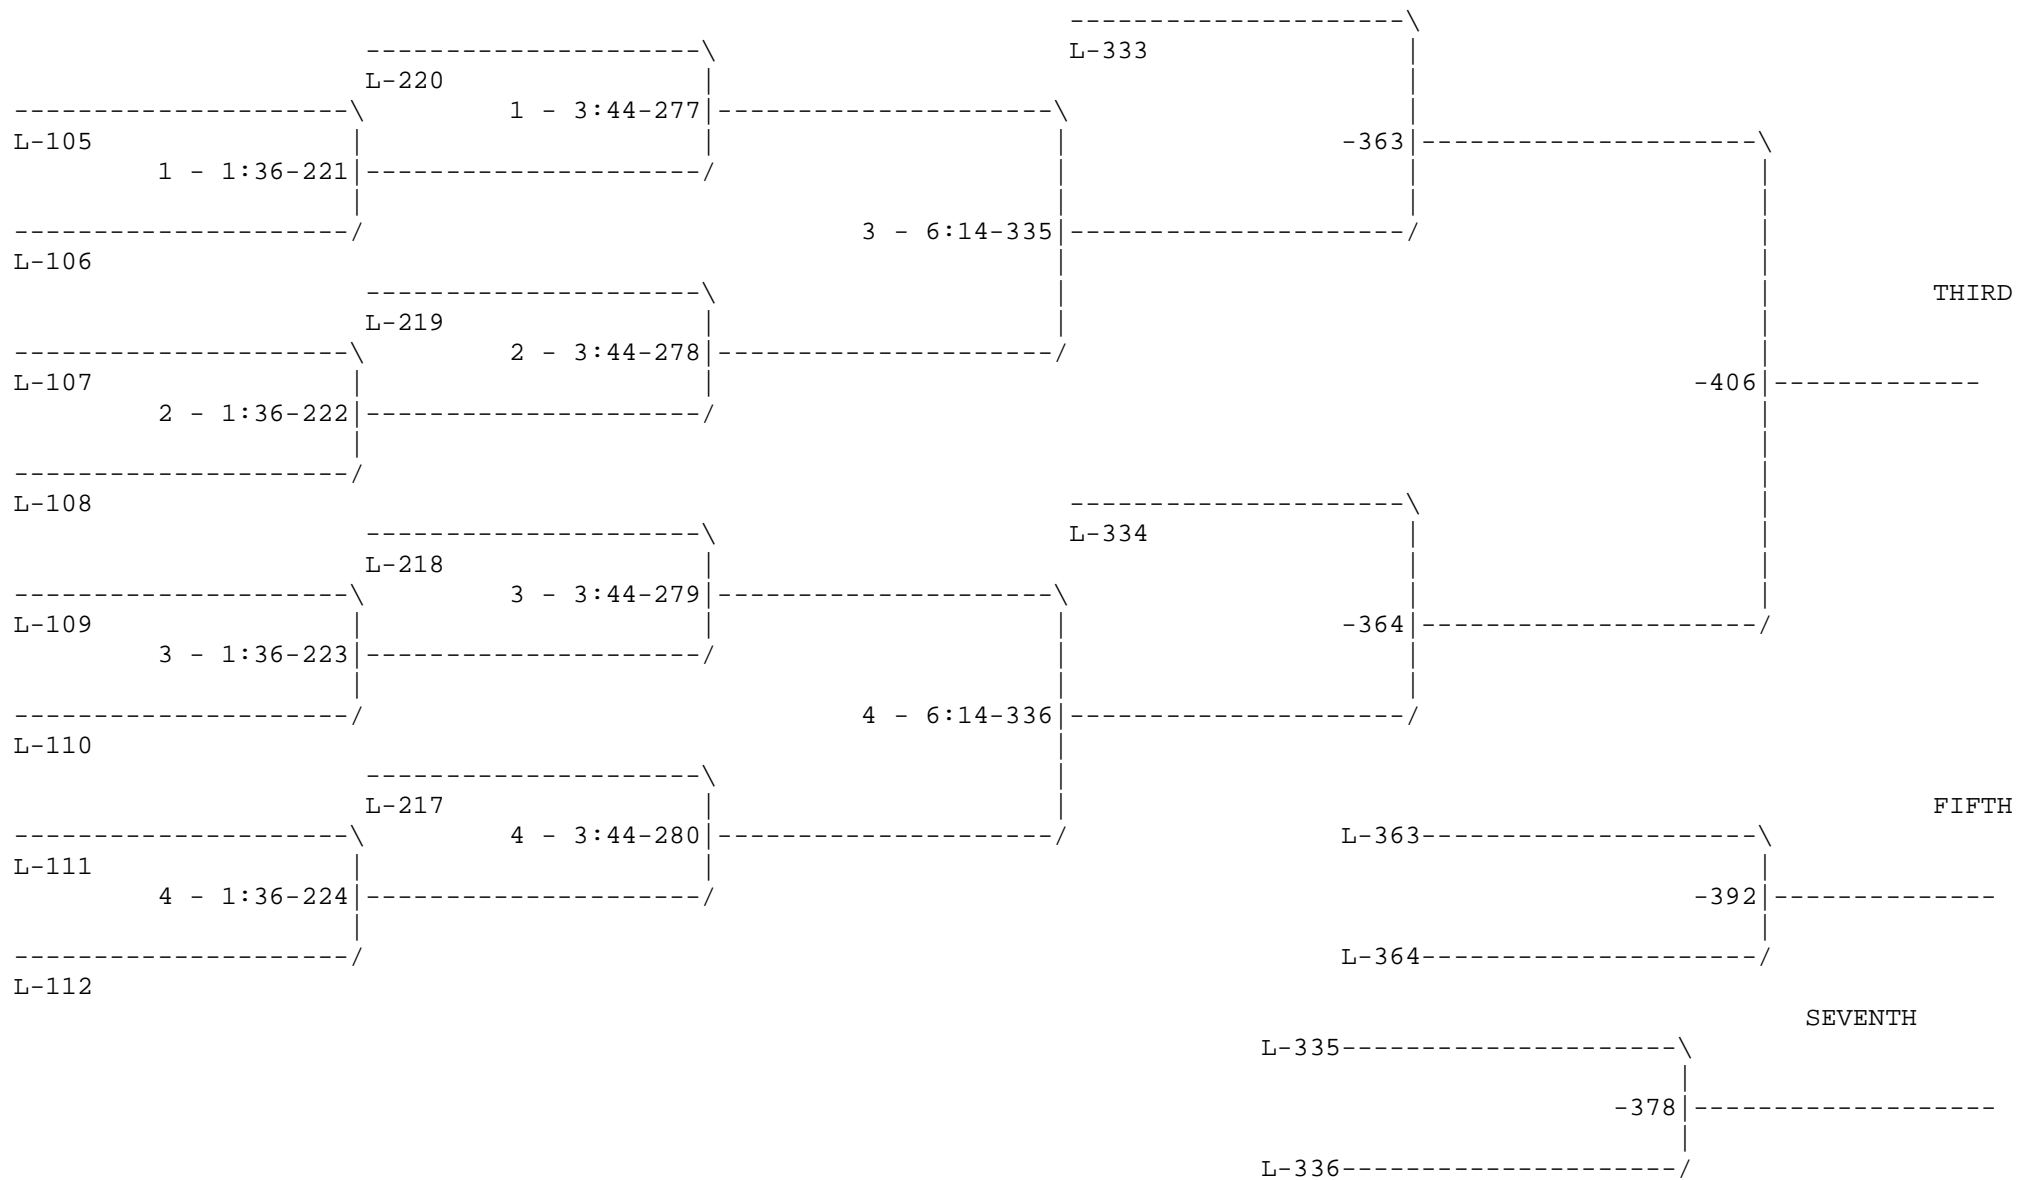 L-333
L-220
1 - 3:44-277
L-105
-363
1 - 1:36-221
3 - 6:14-335
L-106
THIRD
L-219
2 - 3:44-278
L-107
-406
2 - 1:36-222
L-108
L-334
L-218
3 - 3:44-279
L-109
-364
3 - 1:36-223
4 - 6:14-336
L-110
L-217
FIFTH
4 - 3:44-280
L-363
L-111
4 - 1:36-224
-392
L-364
L-112
SEVENTH
L-335
-378
L-336